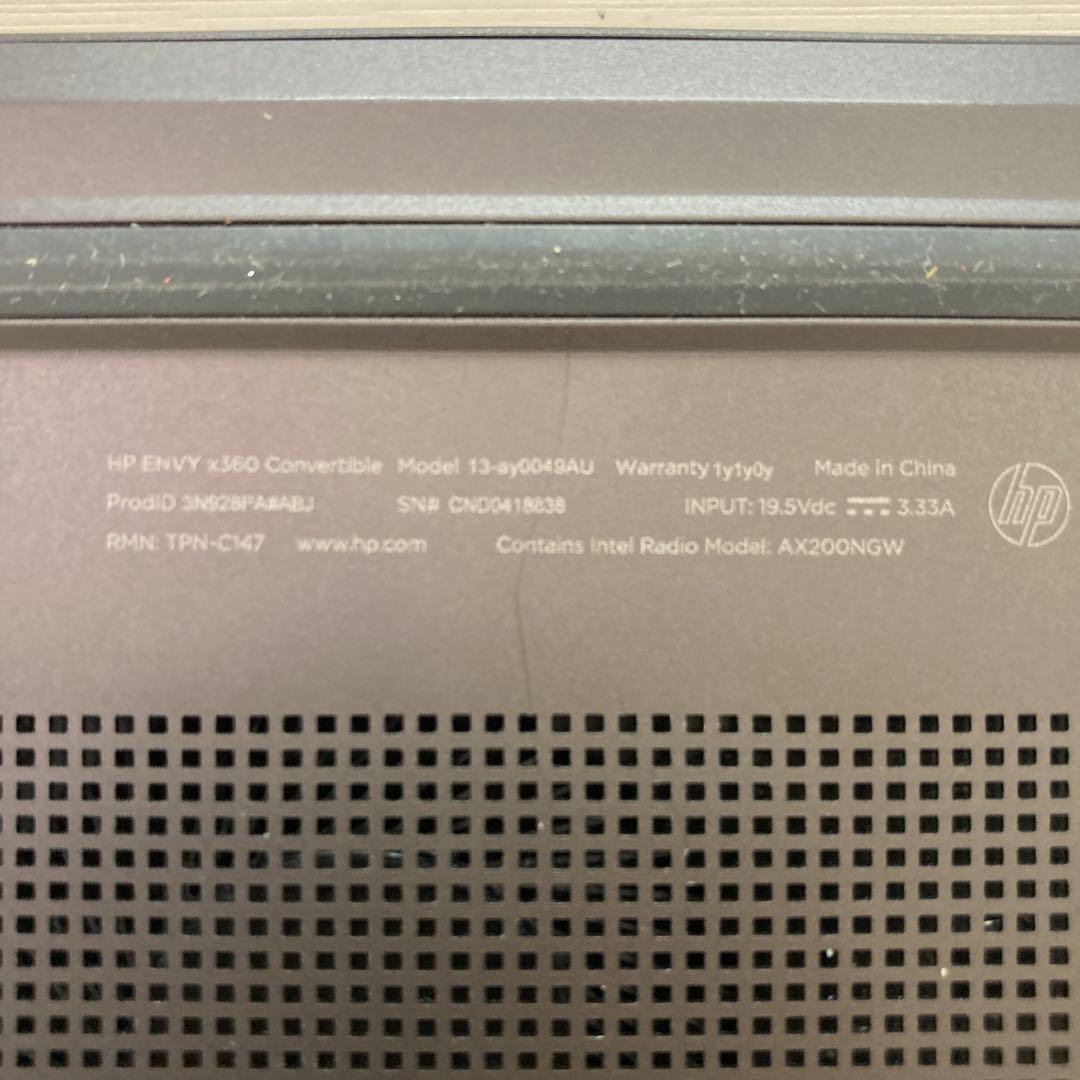 HP ENVY x360 Convertible Model 13-ay0049AU Warranty 1y1y0y Made in China
ProdID 3N928PA#ABJ SN# CND0418838 INPUT: 19.5Vdc ⎓ 3.33A
RMN: TPN-C147 www.hp.com Contains Intel Radio Model: AX200NGW
hp